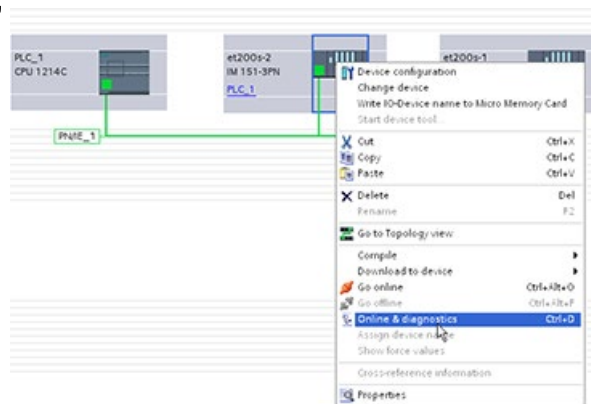 PLC_1
CPU 1214C
et200s-2
IM 151-3PN
PLC_1
et200s-1
PN/IE_1
Device configuration
Change device
Write IO-Device name to Micro Memory Card
Start device tool...
Cut Ctrl+X
Copy Ctrl+C
Paste Ctrl+V
Delete Del
Rename F2
Go to Topology view
Compile
Download to device
Go online Ctrl+Alt+O
Go offline Ctrl+Alt+F
Online & diagnostics Ctrl+D
Assign device name
Show force values
Cross-reference information
Properties